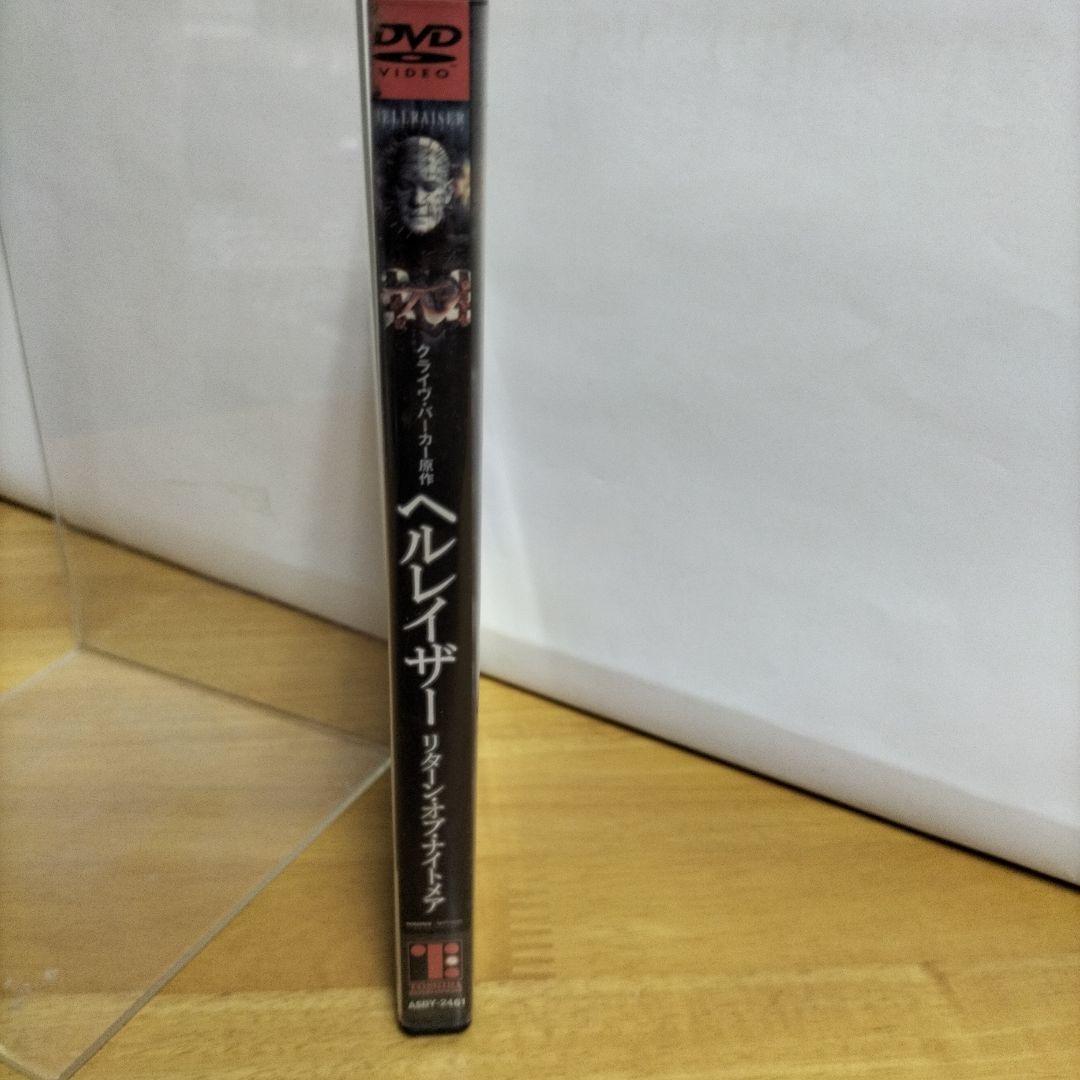 DVD
VIDEO
HELLRAISER
クライヴ・バーカー原作
ヘルレイザー
リターン・オブ・ナイトメア
TOSHIBA
ASBY-2461